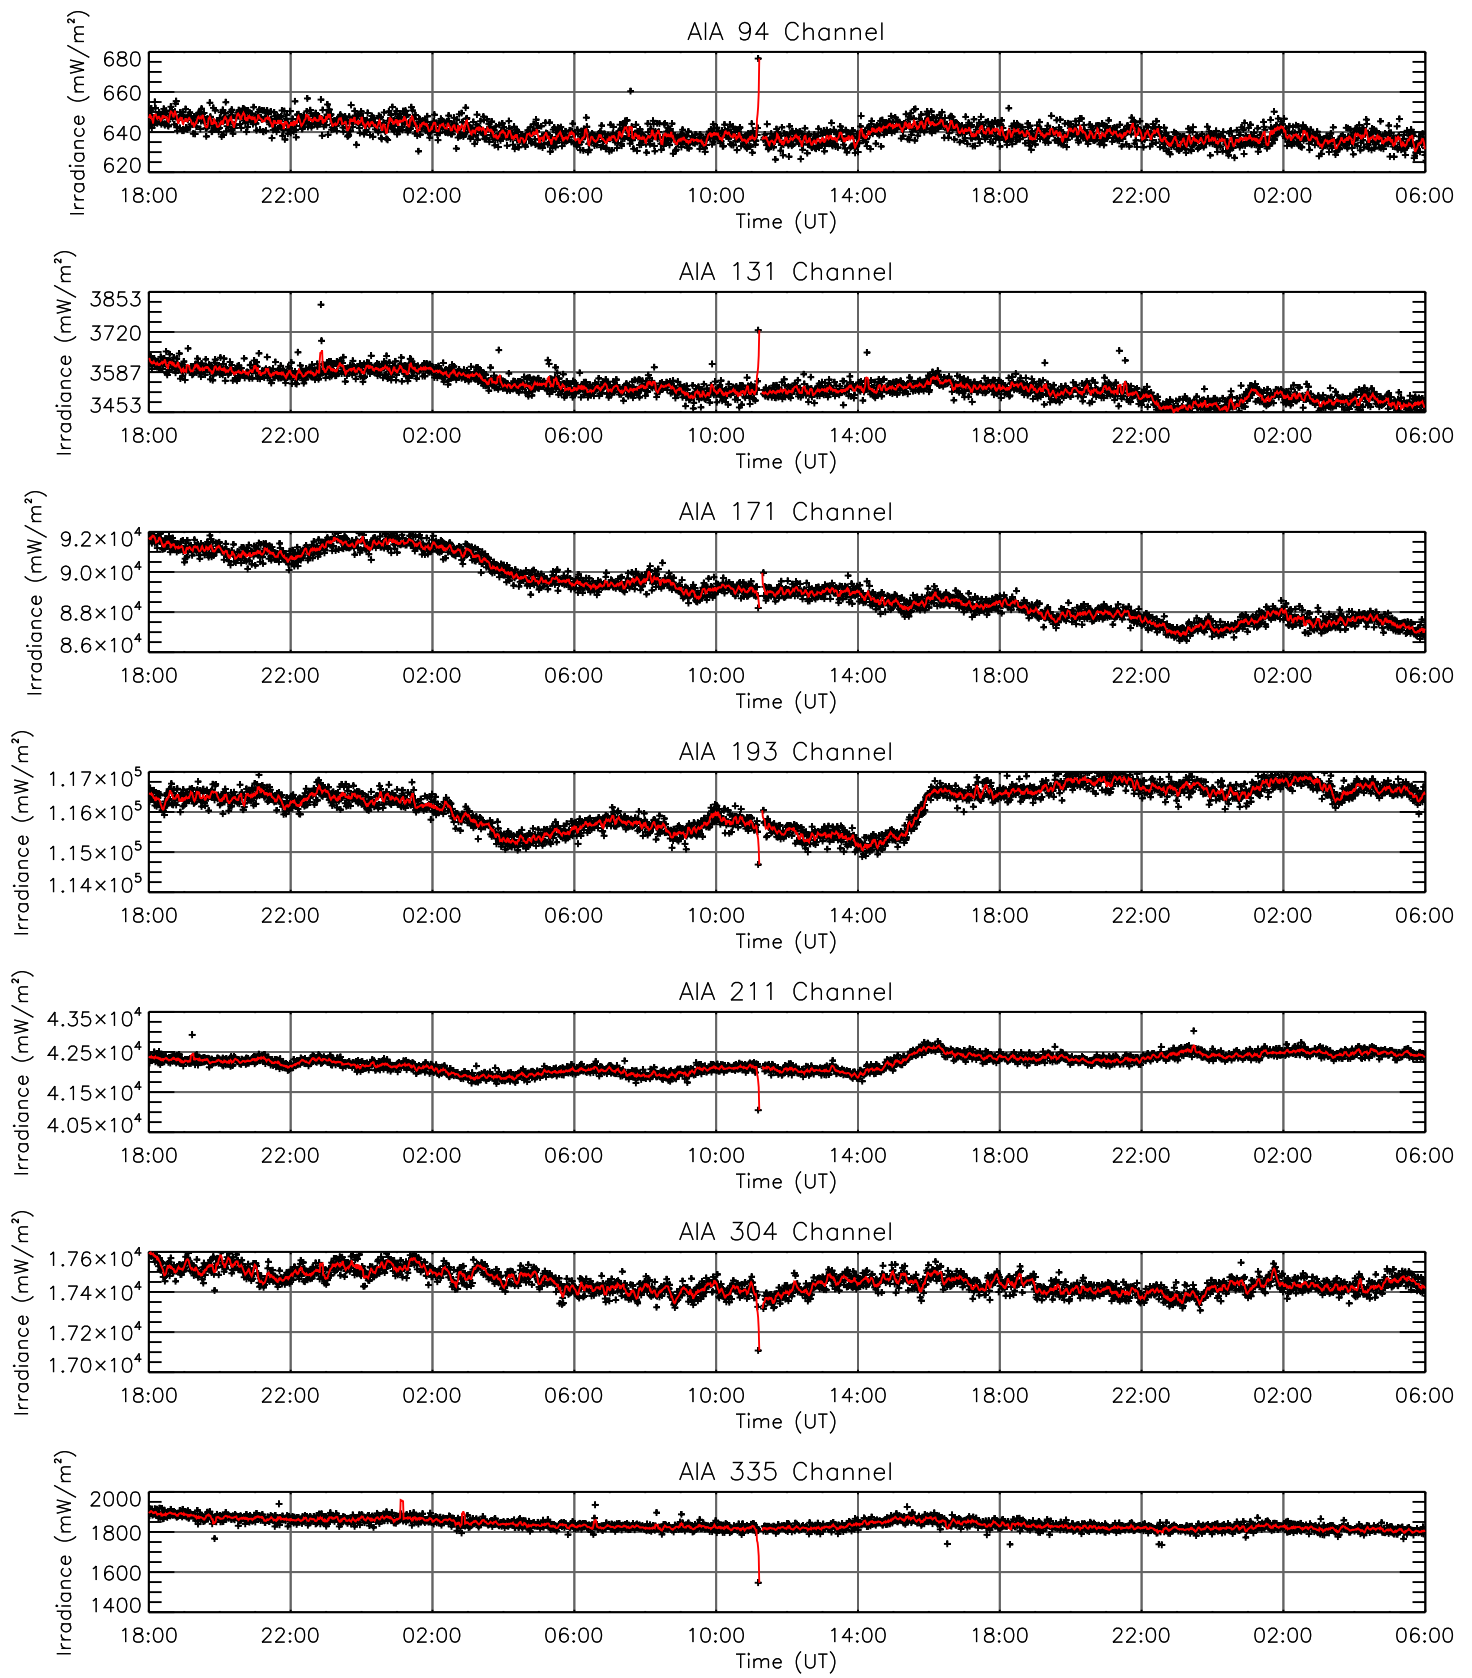 AIA 94 Channel
Irradiance (mW/m²)
680
660
640
620
18:00 22:00 02:00 06:00 10:00 14:00 18:00 22:00 02:00 06:00
Time (UT)
AIA 131 Channel
Irradiance (mW/m²)
3853
3720
3587
3453
18:00 22:00 02:00 06:00 10:00 14:00 18:00 22:00 02:00 06:00
Time (UT)
AIA 171 Channel
Irradiance (mW/m²)
9.2×10⁴
9.0×10⁴
8.8×10⁴
8.6×10⁴
18:00 22:00 02:00 06:00 10:00 14:00 18:00 22:00 02:00 06:00
Time (UT)
AIA 193 Channel
Irradiance (mW/m²)
1.17×10⁵
1.16×10⁵
1.15×10⁵
1.14×10⁵
18:00 22:00 02:00 06:00 10:00 14:00 18:00 22:00 02:00 06:00
Time (UT)
AIA 211 Channel
Irradiance (mW/m²)
4.35×10⁴
4.25×10⁴
4.15×10⁴
4.05×10⁴
18:00 22:00 02:00 06:00 10:00 14:00 18:00 22:00 02:00 06:00
Time (UT)
AIA 304 Channel
Irradiance (mW/m²)
1.76×10⁴
1.74×10⁴
1.72×10⁴
1.70×10⁴
18:00 22:00 02:00 06:00 10:00 14:00 18:00 22:00 02:00 06:00
Time (UT)
AIA 335 Channel
Irradiance (mW/m²)
2000
1800
1600
1400
18:00 22:00 02:00 06:00 10:00 14:00 18:00 22:00 02:00 06:00
Time (UT)